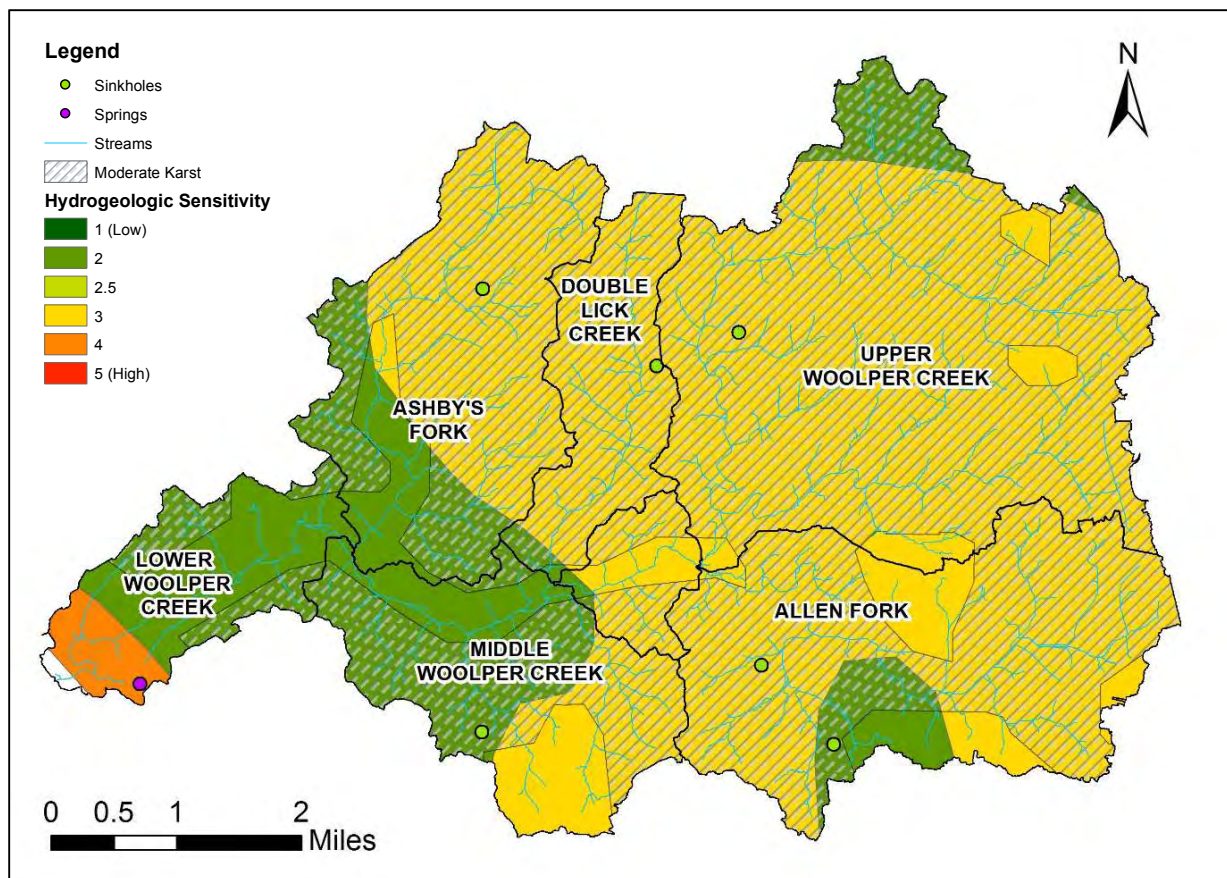 Legend
Sinkholes
Springs
Streams
Moderate Karst
Hydrogeologic Sensitivity
1 (Low)
2
2.5
3
4
5 (High)
N
DOUBLE
LICK
CREEK
UPPER
WOOLPER CREEK
ASHBY'S
FORK
LOWER
WOOLPER
CREEK
ALLEN FORK
MIDDLE
WOOLPER CREEK
0 0.5 1 2
Miles